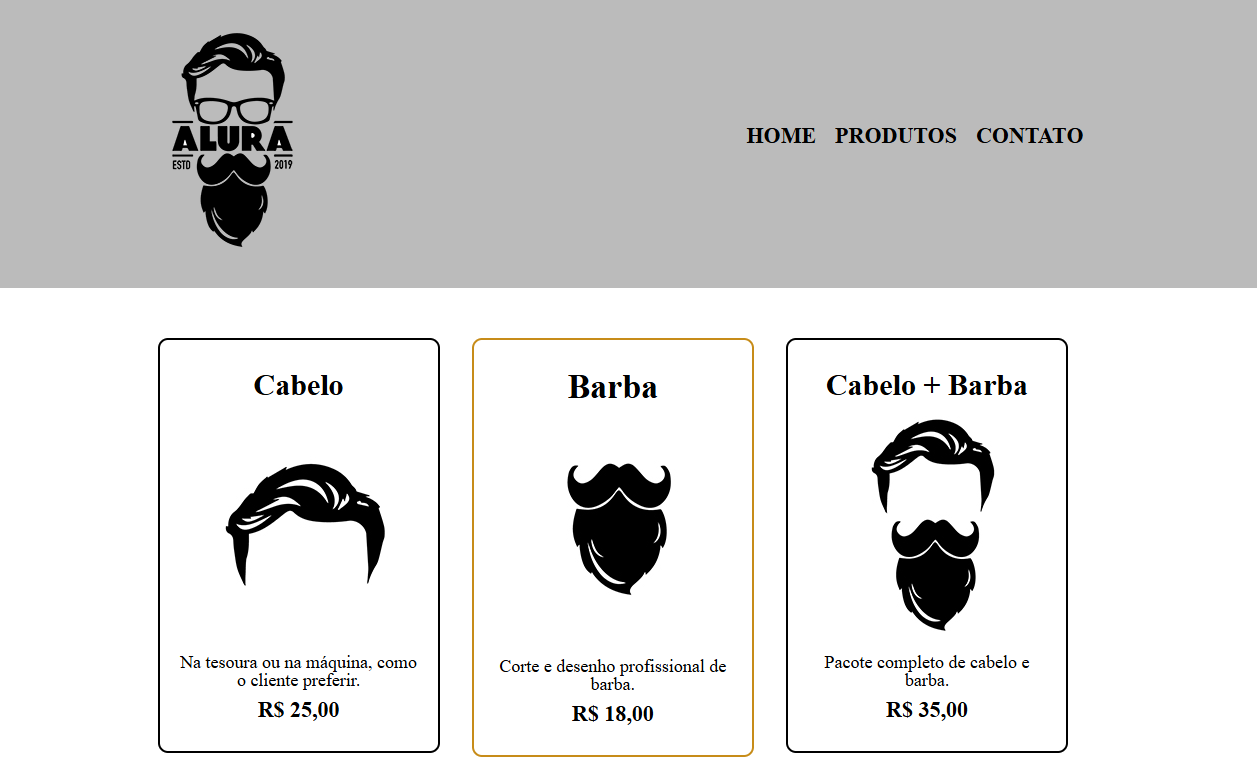 ALURA
ESTD 2019
HOME PRODUTOS CONTATO
Cabelo
Na tesoura ou na máquina, como
o cliente preferir.
R$ 25,00
Barba
Corte e desenho profissional de
barba.
R$ 18,00
Cabelo + Barba
Pacote completo de cabelo e
barba.
R$ 35,00